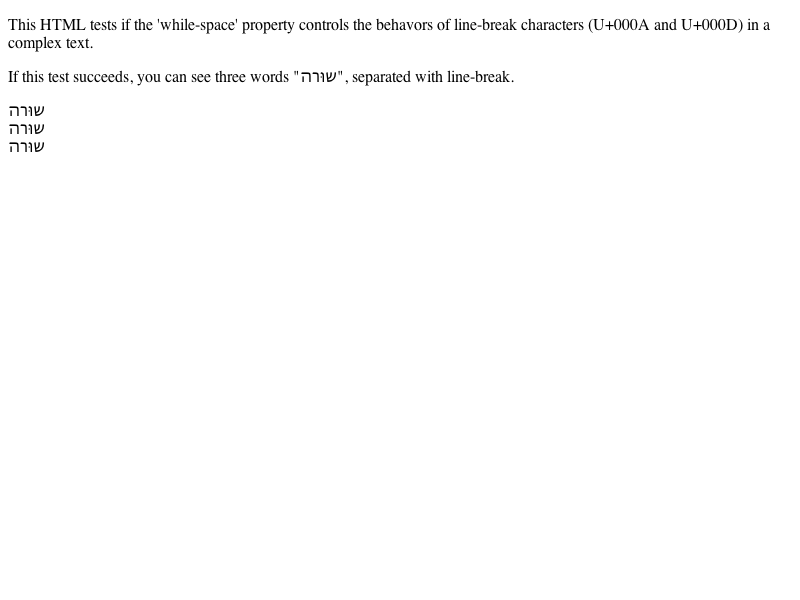 This HTML tests if the 'while-space' property controls the behavors of line-break characters (U+000A and U+000D) in a
complex text.
If this test succeeds, you can see three words "שורה", separated with line-break.
שורה
שורה
שורה